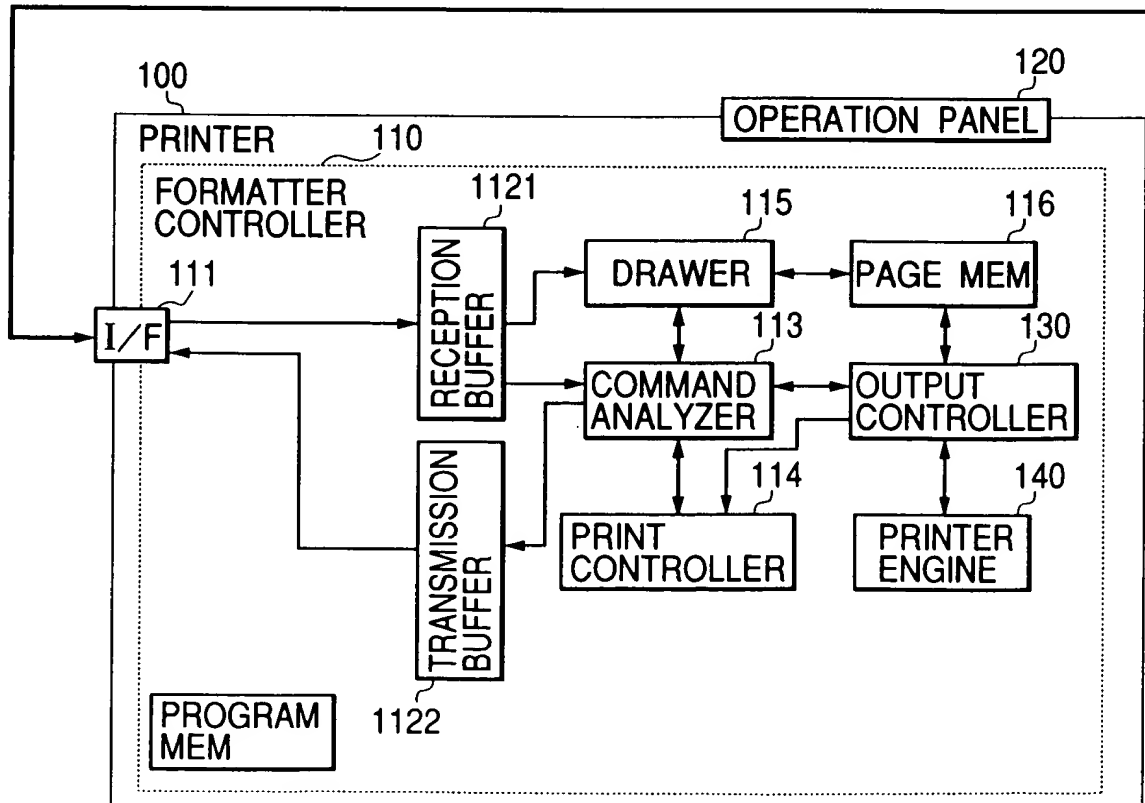 100
120
OPERATION PANEL
PRINTER
110
FORMATTER
CONTROLLER
1121
115
116
RECEPTION
BUFFER
DRAWER
PAGE MEM
111
I/F
113
130
COMMAND
ANALYZER
OUTPUT
CONTROLLER
TRANSMISSION
BUFFER
114
140
PRINT
CONTROLLER
PRINTER
ENGINE
1122
PROGRAM
MEM